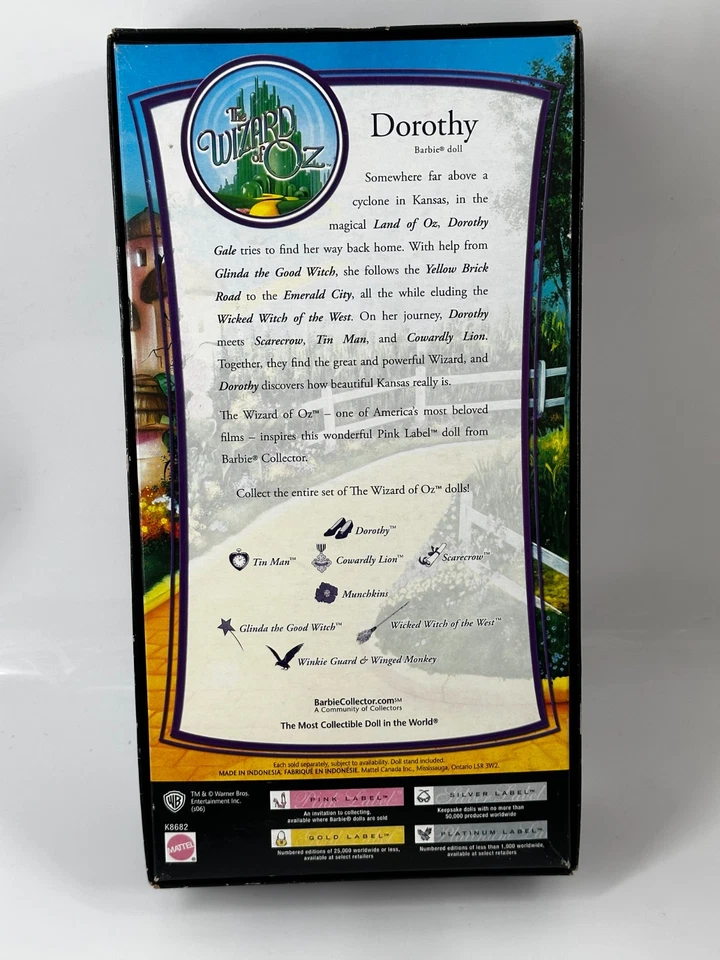 The
WIZARD
of OZ™
Dorothy
Barbie® doll
Somewhere far above a
cyclone in Kansas, in the
magical Land of Oz, Dorothy
Gale tries to find her way back home. With help from
Glinda the Good Witch, she follows the Yellow Brick
Road to the Emerald City, all the while eluding the
Wicked Witch of the West. On her journey, Dorothy
meets Scarecrow, Tin Man, and Cowardly Lion.
Together, they find the great and powerful Wizard, and
Dorothy discovers how beautiful Kansas really is.
The Wizard of Oz™ – one of America's most beloved
films – inspires this wonderful Pink Label™ doll from
Barbie® Collector.
Collect the entire set of The Wizard of Oz™ dolls!
Dorothy™
Tin Man™ Cowardly Lion™ Scarecrow™
Munchkins
Glinda the Good Witch™ Wicked Witch of the West™
Winkie Guard & Winged Monkey
BarbieCollector.com℠
A Community of Collectors
The Most Collectible Doll in the World®
Each sold separately, subject to availability. Doll stand included.
MADE IN INDONESIA, FABRIQUÉ EN INDONÉSIE. Mattel Canada Inc., Mississauga, Ontario L5R 3W2.
WB
TM & © Warner Bros.
Entertainment Inc.
(s06)
K8682
MATTEL
PINK LABEL™
An invitation to collecting,
available where Barbie® dolls are sold
SILVER LABEL™
Keepsake dolls with no more than
50,000 produced worldwide
GOLD LABEL™
Numbered editions of 25,000 worldwide or less,
available at select retailers
PLATINUM LABEL™
Numbered editions of less than 1,000 worldwide,
available at select retailers